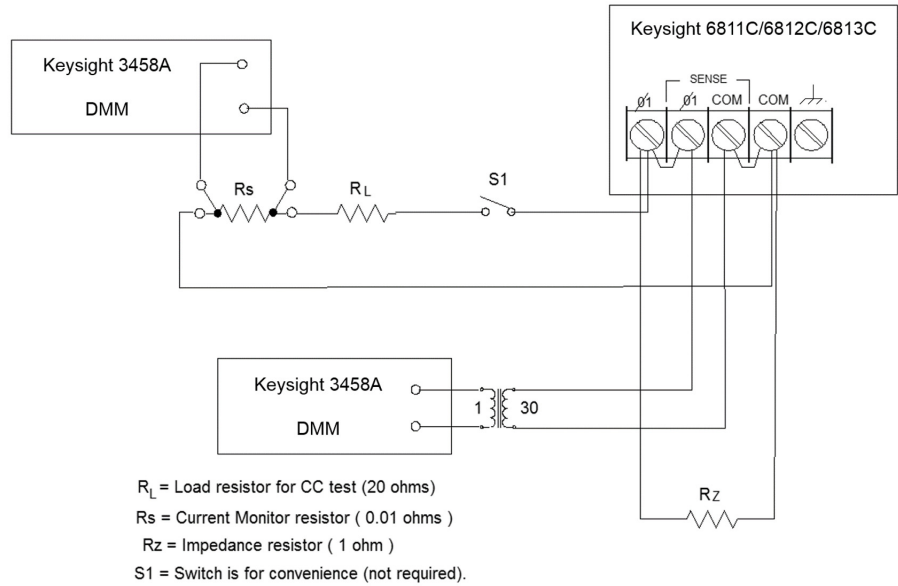 Keysight 6811C/6812C/6813C
Keysight 3458A
DMM
SENSE
Ø1 Ø1 COM COM
Rs
RL
S1
Keysight 3458A
DMM
1 30
RZ
RL = Load resistor for CC test (20 ohms)
Rs = Current Monitor resistor ( 0.01 ohms )
Rz = Impedance resistor ( 1 ohm )
S1 = Switch is for convenience (not required).